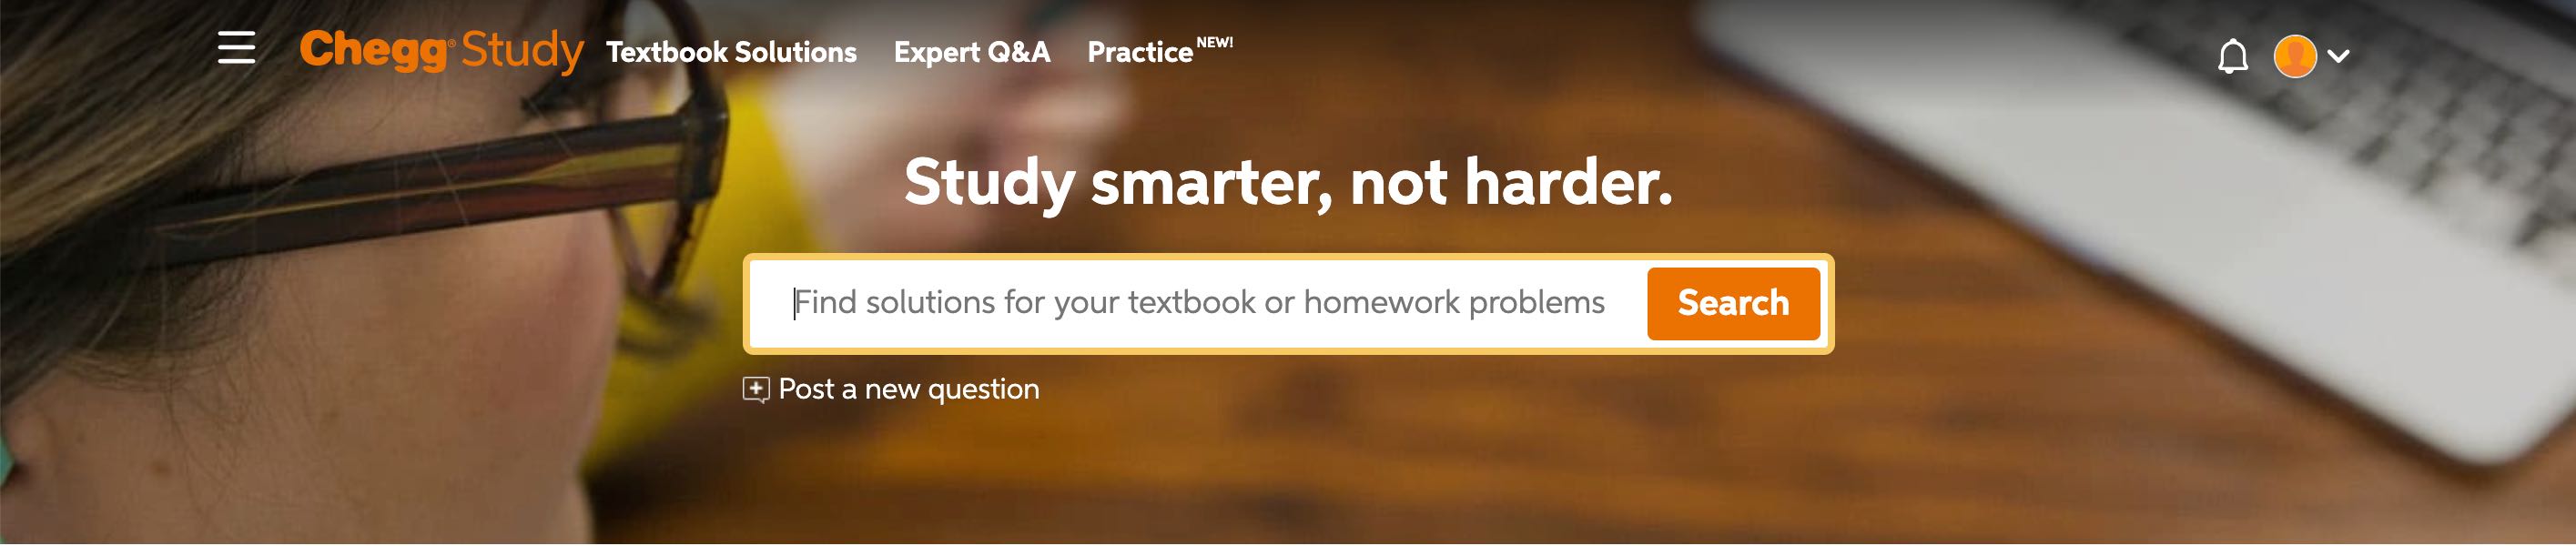 Chegg® Study Textbook Solutions Expert Q&A Practice NEW!
Study smarter, not harder.
Find solutions for your textbook or homework problems Search
Post a new question